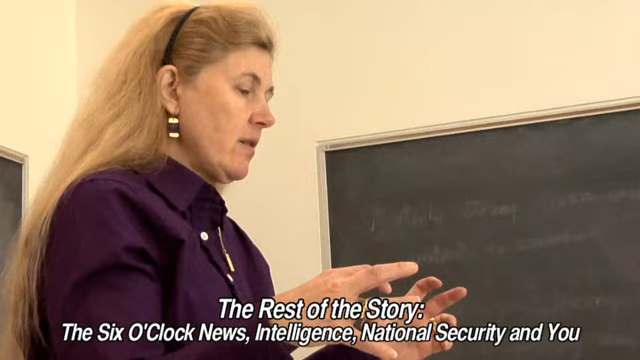 The Rest of the Story:
The Six O'Clock News, Intelligence, National Security and You